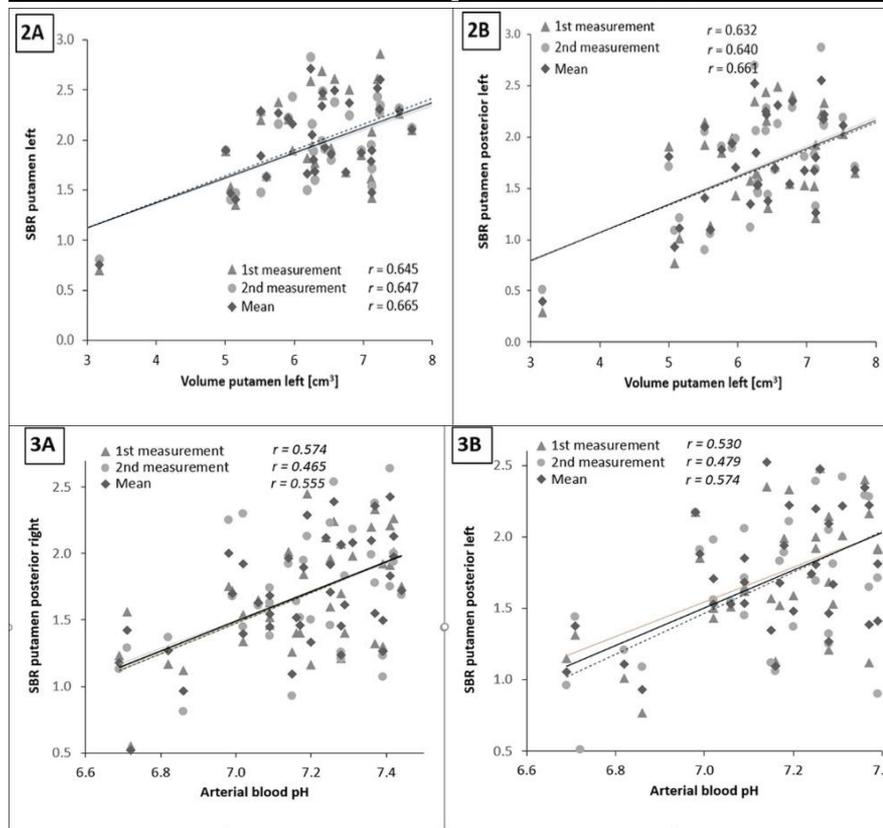 2A
3.0
2.5
2.0
1.5
1.0
0.5
0.0
SBR putamen left
1st measurement r = 0.645
2nd measurement r = 0.647
Mean r = 0.665
3 4 5 6 7 8
Volume putamen left [cm³]
2B
1st measurement r = 0.632
2nd measurement r = 0.640
Mean r = 0.661
3.0
2.5
2.0
1.5
1.0
0.5
0.0
SBR putamen posterior left
3 4 5 6 7 8
Volume putamen left [cm³]
3A
1st measurement r = 0.574
2nd measurement r = 0.465
Mean r = 0.555
2.5
2.0
1.5
1.0
0.5
SBR putamen posterior right
6.6 6.8 7.0 7.2 7.4
Arterial blood pH
3B
1st measurement r = 0.530
2nd measurement r = 0.479
Mean r = 0.574
2.5
2.0
1.5
1.0
0.5
SBR putamen posterior left
6.6 6.8 7.0 7.2
Arterial blood pH